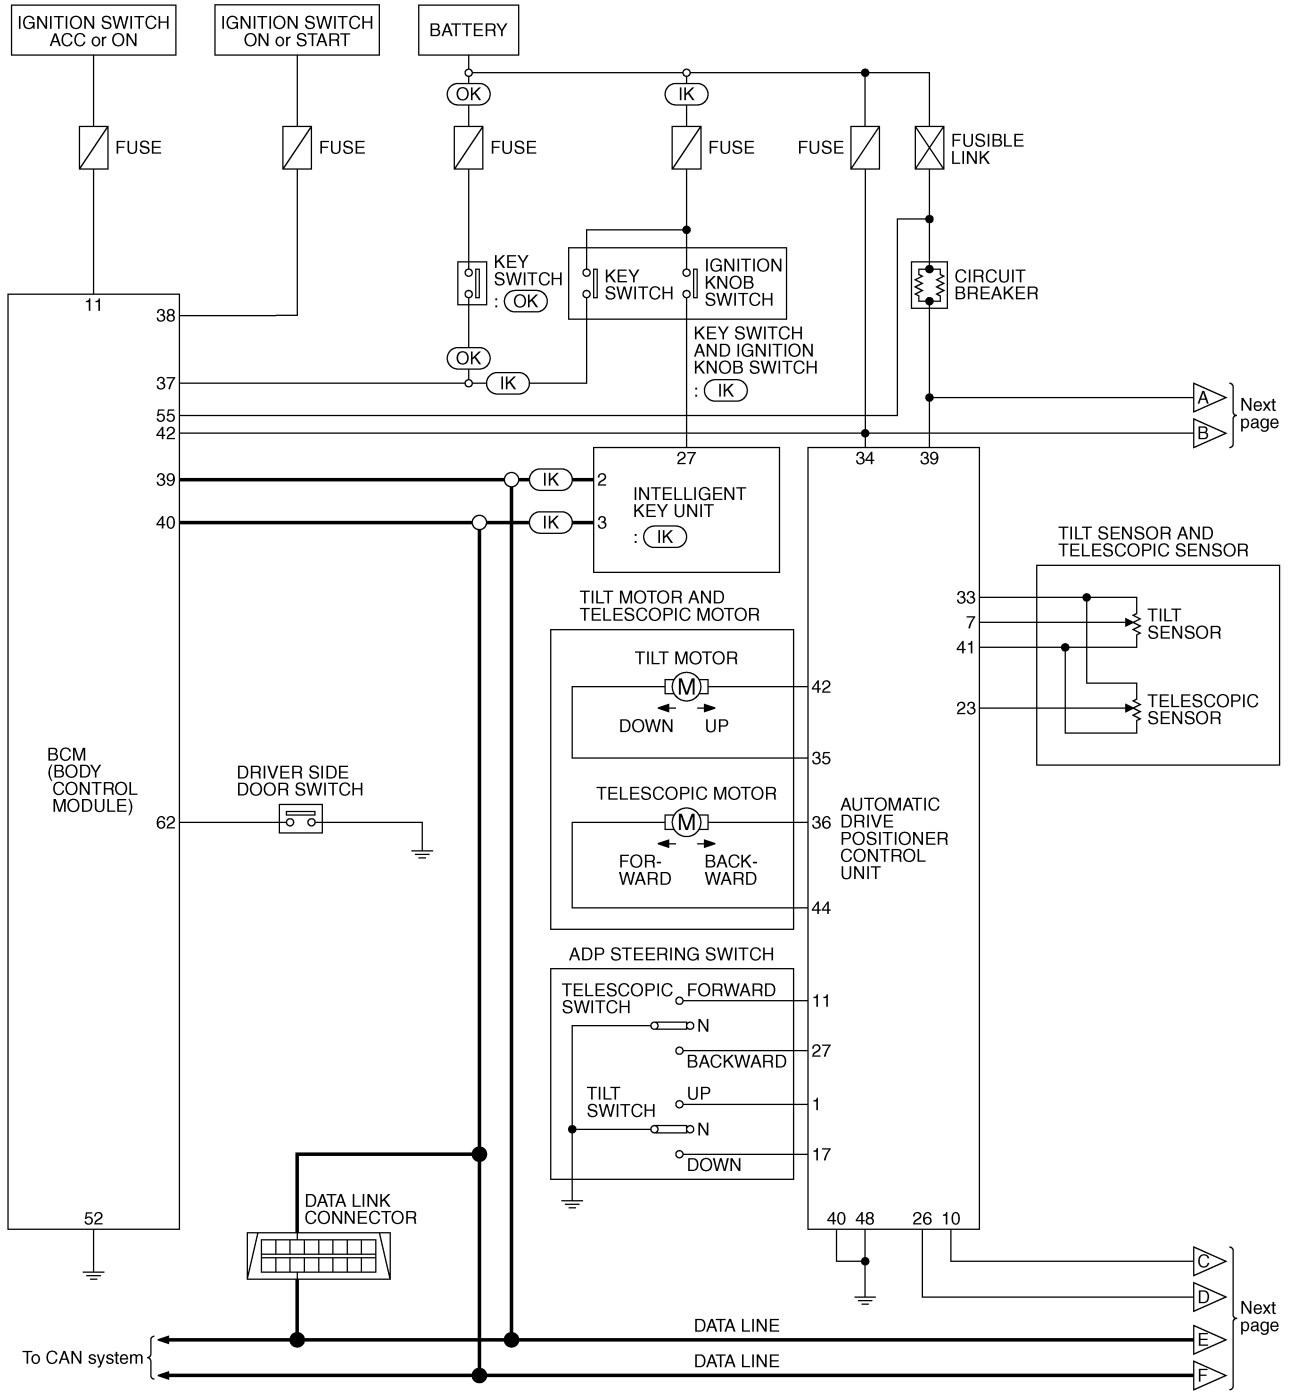 IGNITION SWITCH
ACC or ON
IGNITION SWITCH
ON or START
BATTERY
OK
IK
FUSE
FUSE
FUSE
FUSE
FUSE
FUSIBLE
LINK
KEY
SWITCH
: OK
KEY
SWITCH
IGNITION
KNOB
SWITCH
CIRCUIT
BREAKER
11
38
KEY SWITCH
AND IGNITION
KNOB SWITCH
: IK
OK
37
IK
55
42
A
B
Next
page
27
34
39
39
IK
2
40
IK
3
INTELLIGENT
KEY UNIT
: IK
TILT SENSOR AND
TELESCOPIC SENSOR
33
7
41
23
TILT
SENSOR
TELESCOPIC
SENSOR
TILT MOTOR AND
TELESCOPIC MOTOR
TILT MOTOR
M
DOWN
UP
42
35
TELESCOPIC MOTOR
M
FOR-
WARD
BACK-
WARD
36
44
BCM
(BODY
CONTROL
MODULE)
DRIVER SIDE
DOOR SWITCH
62
AUTOMATIC
DRIVE
POSITIONER
CONTROL
UNIT
ADP STEERING SWITCH
TELESCOPIC
SWITCH
FORWARD
11
N
BACKWARD
27
TILT
SWITCH
UP
1
N
DOWN
17
52
DATA LINK
CONNECTOR
40 48 26 10
C
D
E
F
Next
page
DATA LINE
DATA LINE
To CAN system